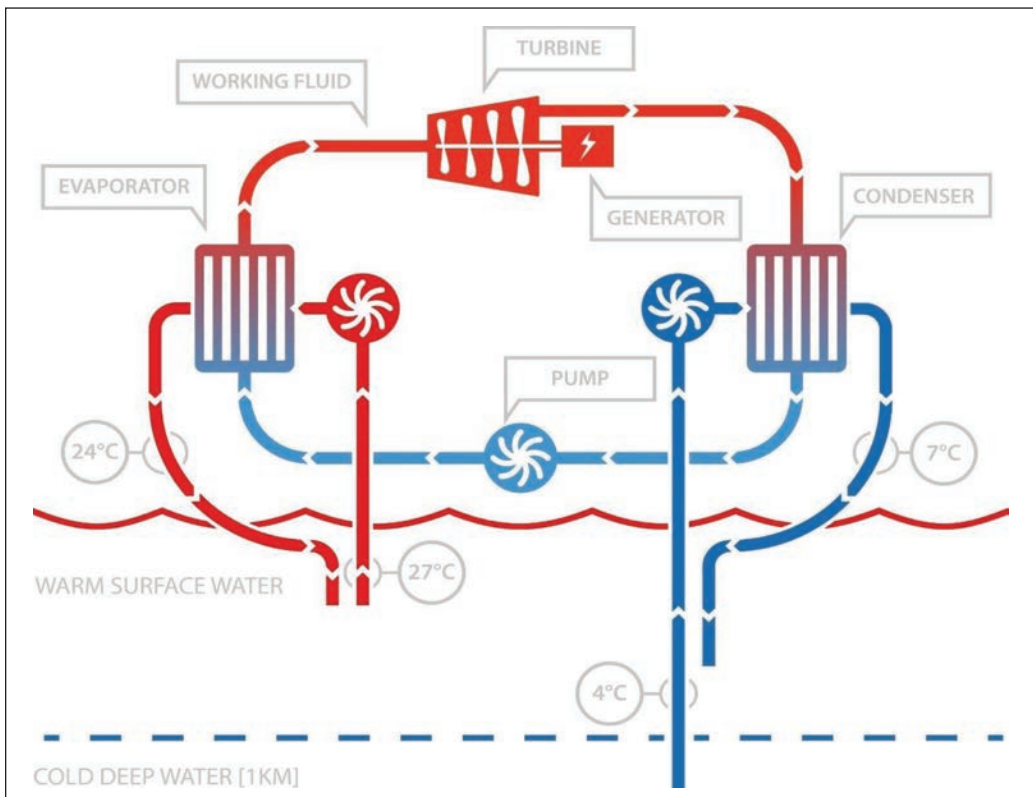 TURBINE
WORKING FLUID
EVAPORATOR
GENERATOR
CONDENSER
PUMP
24°C
7°C
27°C
WARM SURFACE WATER
4°C
COLD DEEP WATER [1KM]